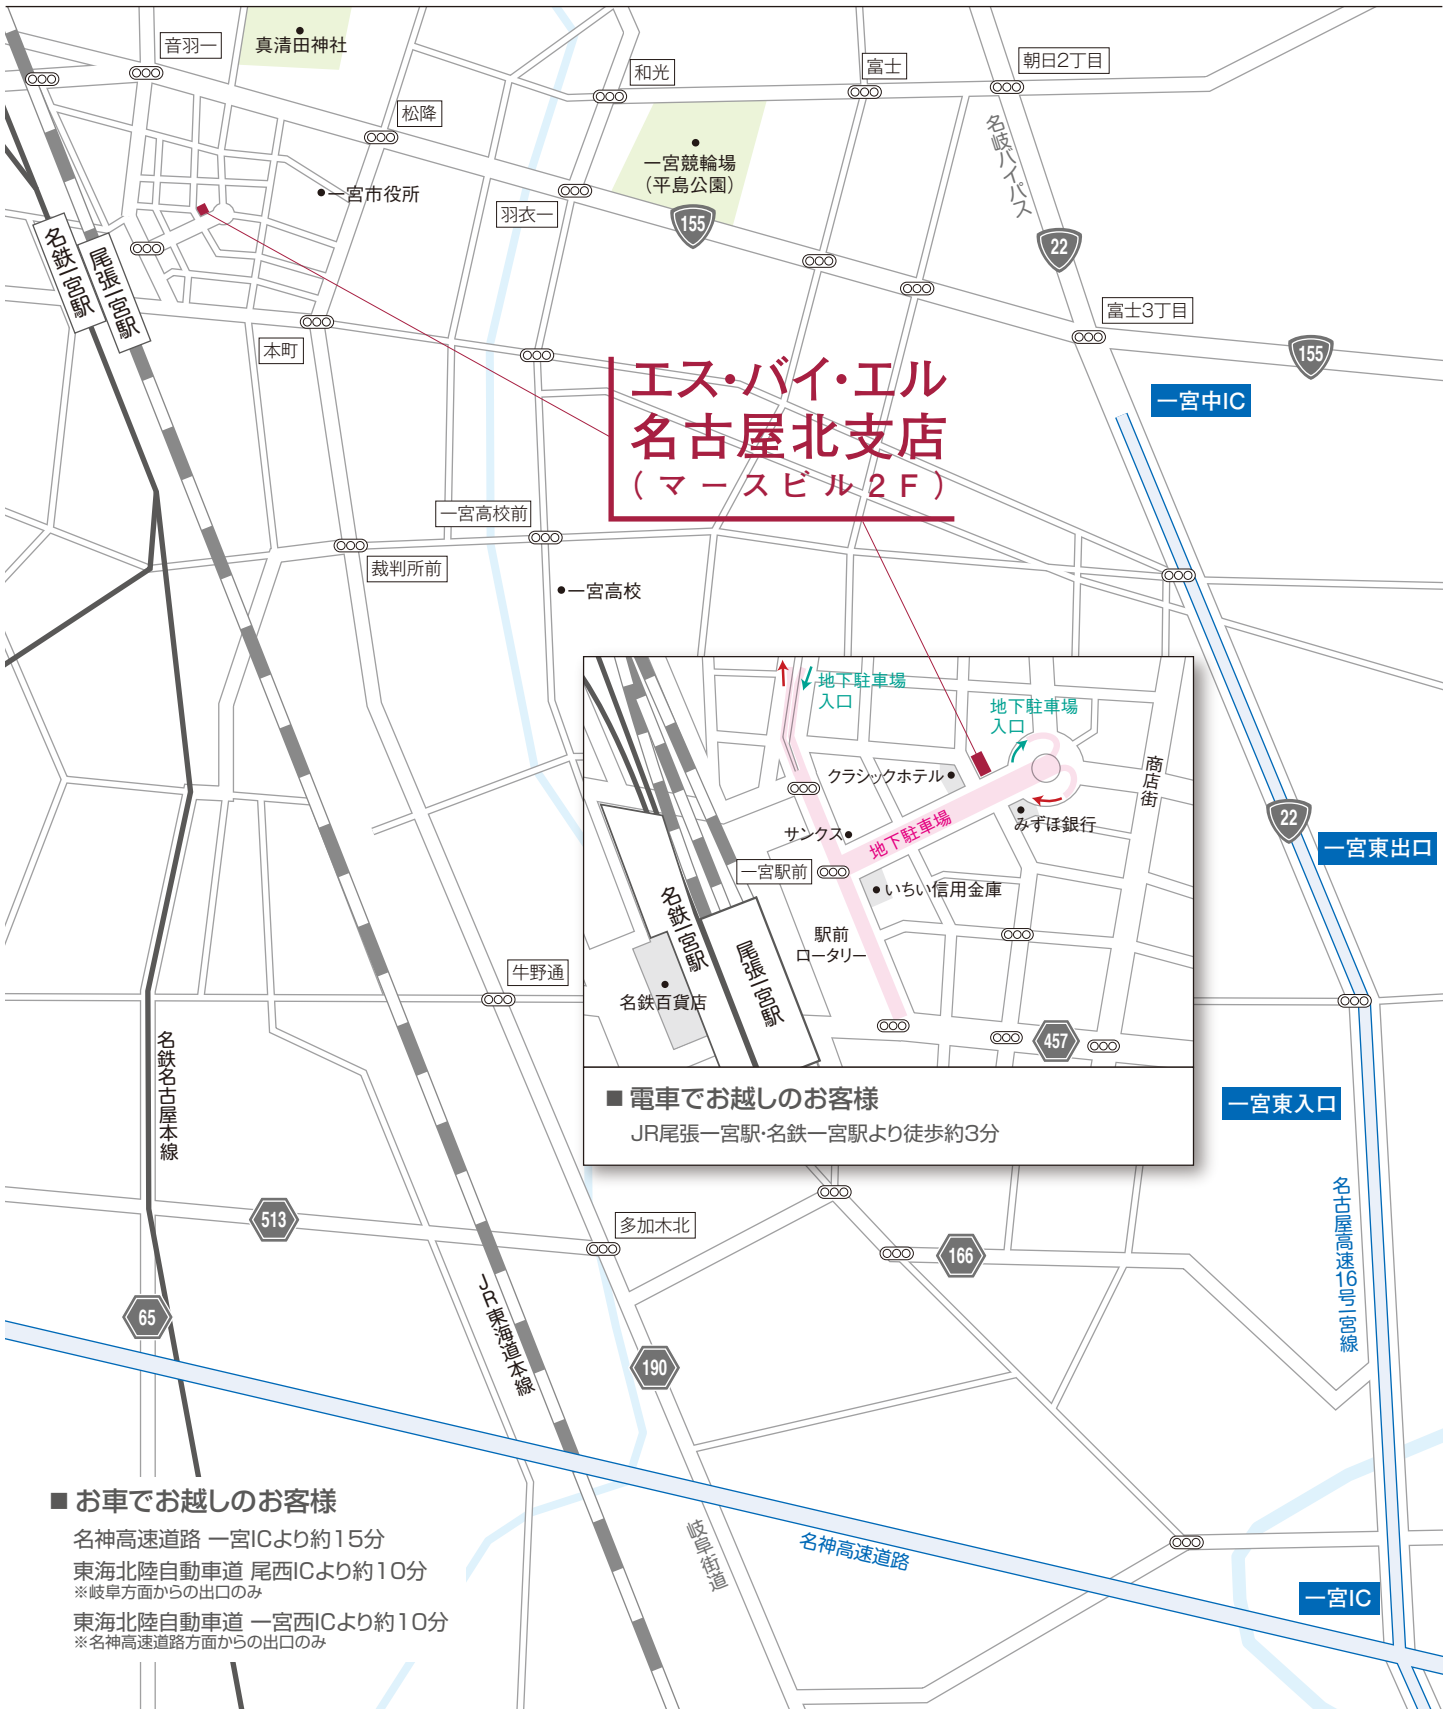 音羽一
真清田神社
松降
和光
富士
朝日2丁目
名岐バイパス
一宮競輪場
(平島公園)
一宮市役所
羽衣一
155
22
名鉄一宮駅
尾張一宮駅
本町
富士3丁目
155
一宮中IC
エス・バイ・エル
名古屋北支店
(マースビル2F)
一宮高校前
裁判所前
一宮高校
地下駐車場
入口
地下駐車場
入口
商店街
クラシックホテル
サンクス
地下駐車場
みずほ銀行
一宮駅前
いちい信用金庫
名鉄一宮駅
尾張一宮駅
駅前
ロータリー
名鉄百貨店
457
■ 電車でお越しのお客様
JR尾張一宮駅・名鉄一宮駅より徒歩約3分
22
一宮東出口
牛野通
名鉄名古屋本線
一宮東入口
名古屋高速16号一宮線
513
多加木北
166
65
JR東海道本線
190
■ お車でお越しのお客様
名神高速道路 一宮ICより約15分
東海北陸自動車道 尾西ICより約10分
※岐阜方面からの出口のみ
東海北陸自動車道 一宮西ICより約10分
※名神高速道路方面からの出口のみ
岐阜街道
名神高速道路
一宮IC